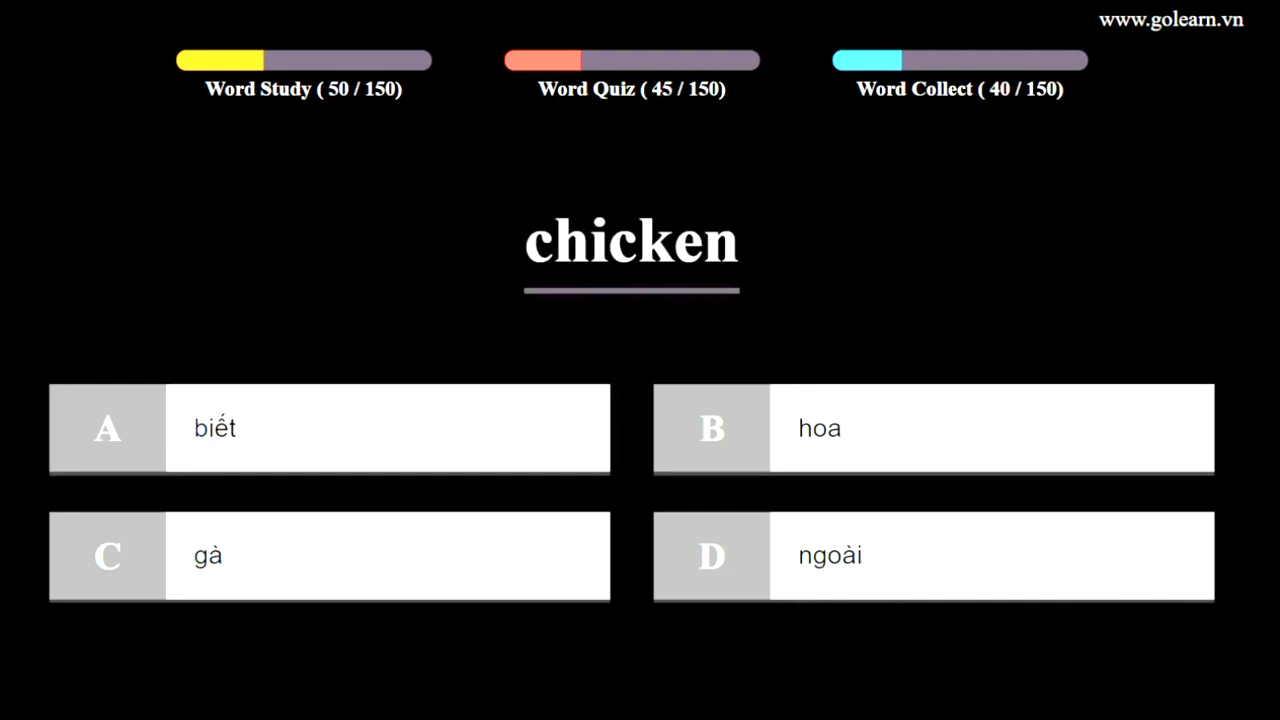 www.golearn.vn
Word Study ( 50 / 150)
Word Quiz ( 45 / 150)
Word Collect ( 40 / 150)
chicken
A biết
B hoa
C gà
D ngoài